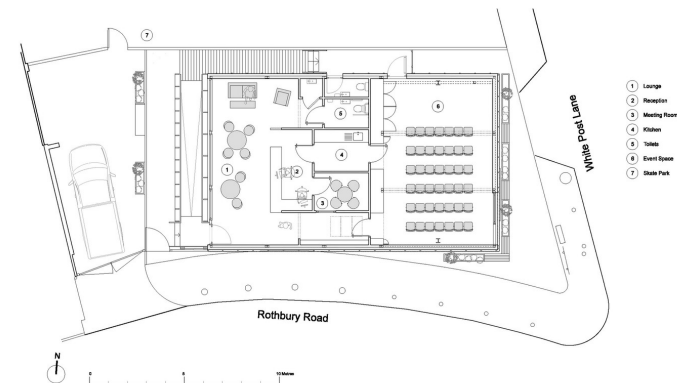 7
1
2
3
4
5
6
White Post Lane
Rothbury Road
1 Lounge
2 Reception
3 Meeting Room
4 Kitchen
5 Toilets
6 Event Space
7 Skate Park
N
0 5 10 Metres